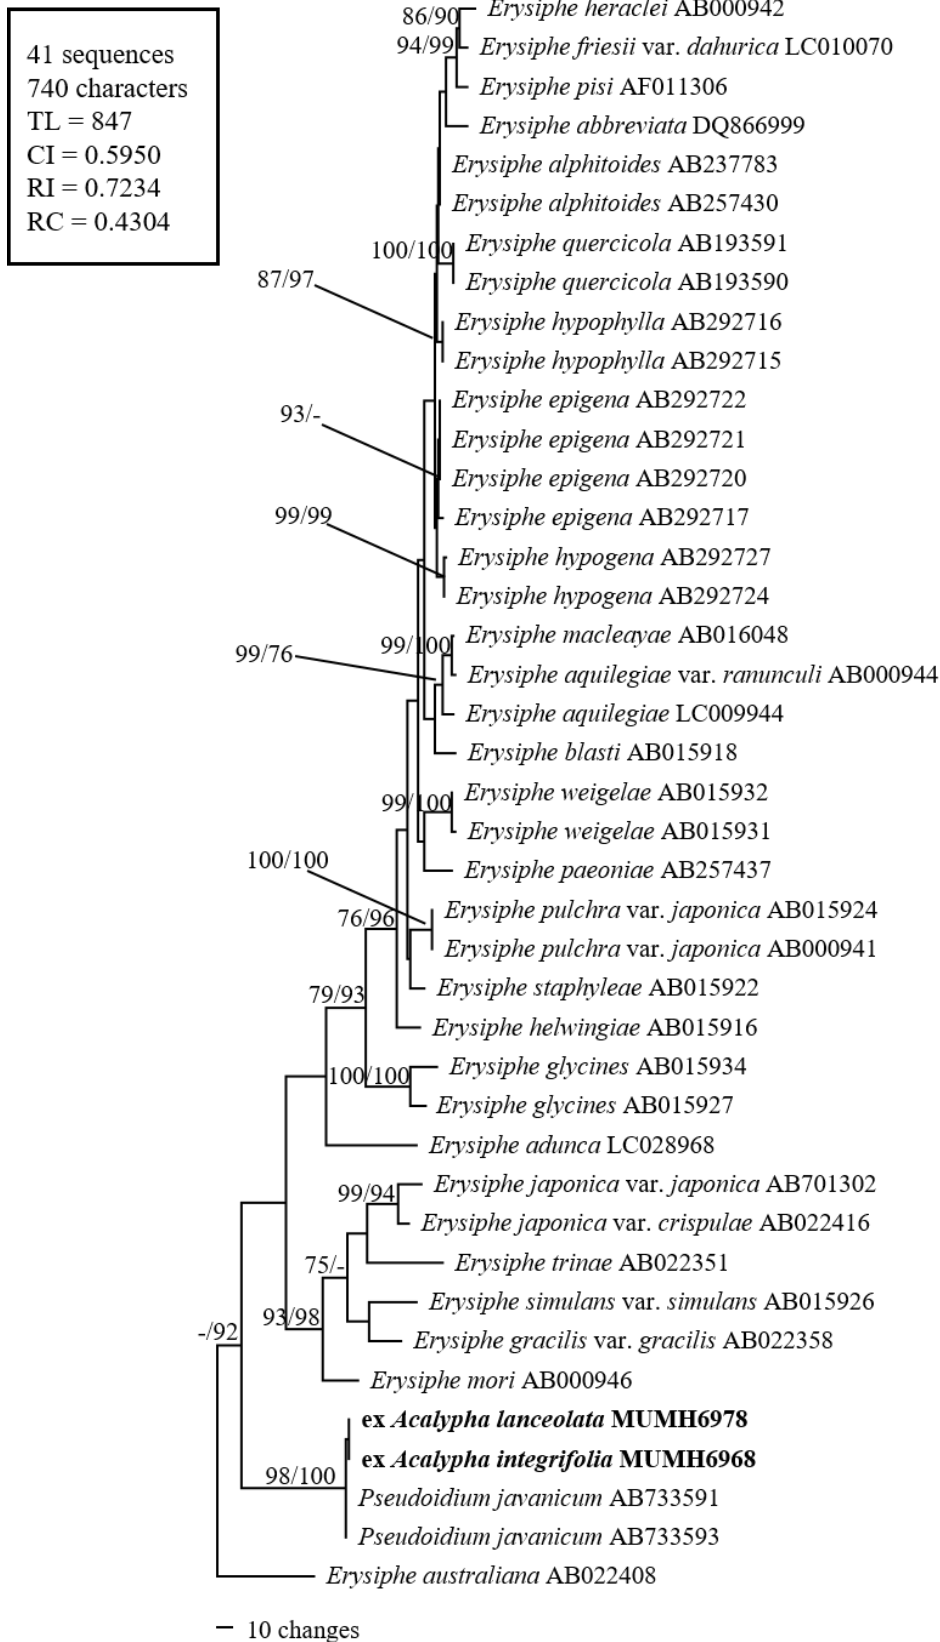 41 sequences
740 characters
TL = 847
CI = 0.5950
RI = 0.7234
RC = 0.4304
86/90
Erysiphe heraclei AB000942
94/99
Erysiphe friesii var. dahurica LC010070
Erysiphe pisi AF011306
Erysiphe abbreviata DQ866999
Erysiphe alphitoides AB237783
Erysiphe alphitoides AB257430
100/100
Erysiphe quercicola AB193591
Erysiphe quercicola AB193590
87/97
Erysiphe hypophylla AB292716
Erysiphe hypophylla AB292715
Erysiphe epigena AB292722
93/-
Erysiphe epigena AB292721
Erysiphe epigena AB292720
99/99
Erysiphe epigena AB292717
Erysiphe hypogena AB292727
Erysiphe hypogena AB292724
99/100
Erysiphe macleayae AB016048
99/76
Erysiphe aquilegiae var. ranunculi AB000944
Erysiphe aquilegiae LC009944
Erysiphe blasti AB015918
99/100
Erysiphe weigelae AB015932
Erysiphe weigelae AB015931
100/100
Erysiphe paeoniae AB257437
76/96
Erysiphe pulchra var. japonica AB015924
Erysiphe pulchra var. japonica AB000941
79/93
Erysiphe staphyleae AB015922
Erysiphe helwingiae AB015916
100/100
Erysiphe glycines AB015934
Erysiphe glycines AB015927
Erysiphe adunca LC028968
99/94
Erysiphe japonica var. japonica AB701302
Erysiphe japonica var. crispulae AB022416
75/-
Erysiphe trinae AB022351
93/98
Erysiphe simulans var. simulans AB015926
-/92
Erysiphe gracilis var. gracilis AB022358
Erysiphe mori AB000946
ex Acalypha lanceolata MUMH6978
ex Acalypha integrifolia MUMH6968
98/100
Pseudoidium javanicum AB733591
Pseudoidium javanicum AB733593
Erysiphe australiana AB022408
10 changes